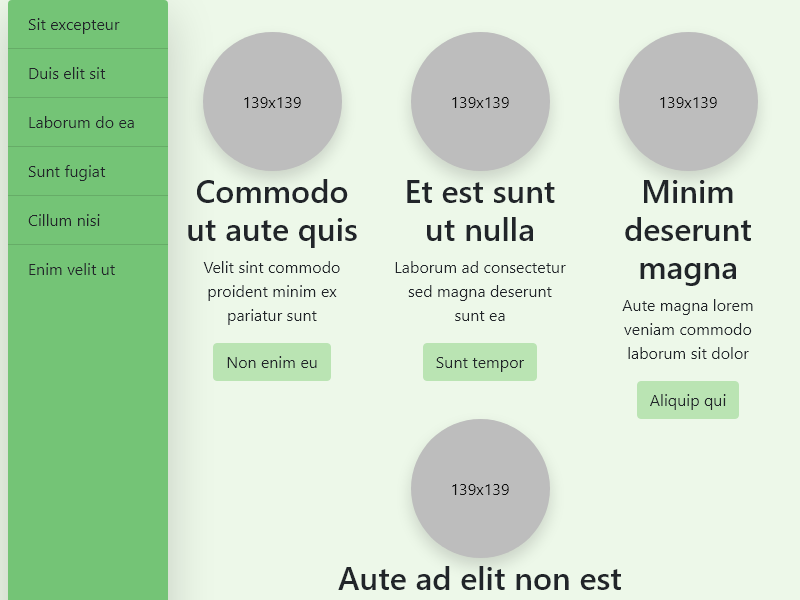 Sit excepteur
Duis elit sit
Laborum do ea
Sunt fugiat
Cillum nisi
Enim velit ut
139x139
Commodo
ut aute quis
Velit sint commodo
proident minim ex
pariatur sunt
Non enim eu
139x139
Et est sunt
ut nulla
Laborum ad consectetur
sed magna deserunt
sunt ea
Sunt tempor
139x139
Minim
deserunt
magna
Aute magna lorem
veniam commodo
laborum sit dolor
Aliquip qui
139x139
Aute ad elit non est